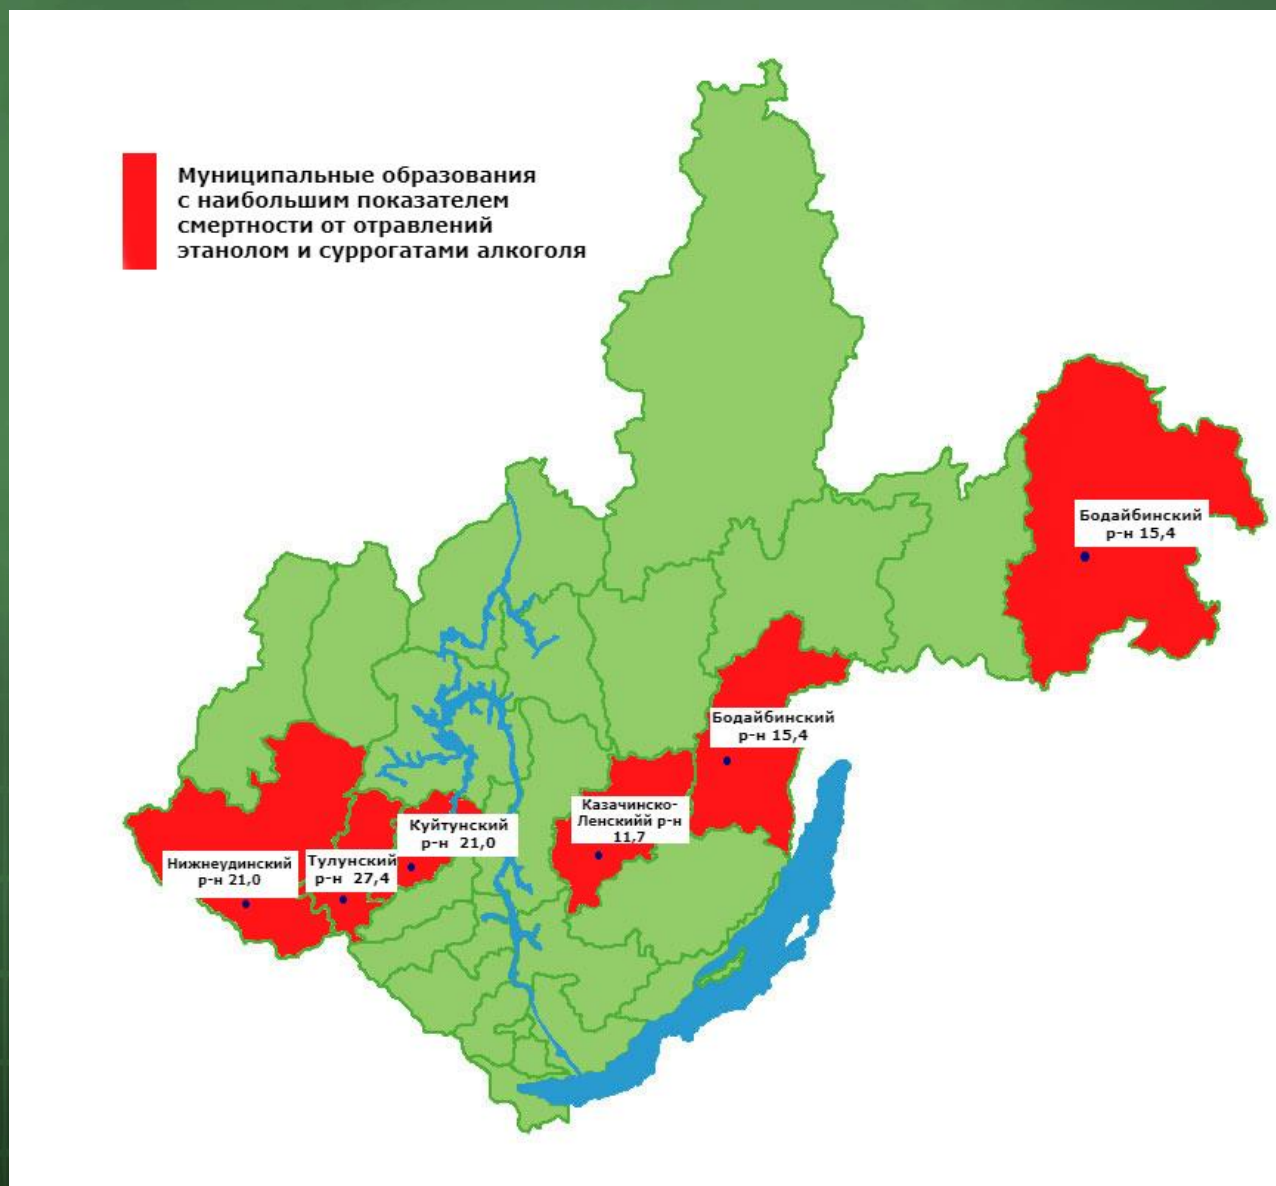 Муниципальные образования
с наибольшим показателем
смертности от отравлений
этанолом и суррогатами алкоголя
Бодайбинский
р-н 15,4
Бодайбинский
р-н 15,4
Казачинско-
Ленскийй р-н
11,7
Куйтунский
р-н 21,0
Тулунский
р-н 27,4
Нижнеудинский
р-н 21,0